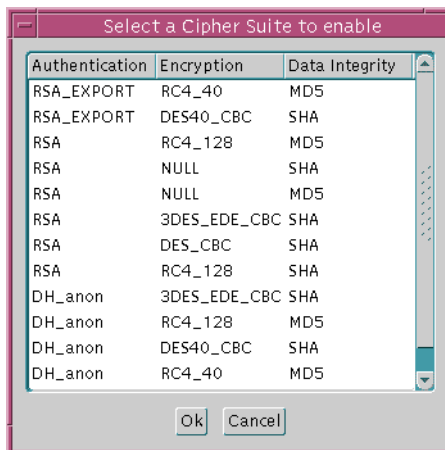 Select a Cipher Suite to enable
Authentication Encryption Data Integrity
RSA_EXPORT RC4_40 MD5
RSA_EXPORT DES40_CBC SHA
RSA RC4_128 MD5
RSA NULL SHA
RSA NULL MD5
RSA 3DES_EDE_CBC SHA
RSA DES_CBC SHA
RSA RC4_128 SHA
DH_anon 3DES_EDE_CBC SHA
DH_anon RC4_128 MD5
DH_anon DES40_CBC SHA
DH_anon RC4_40 MD5
Ok Cancel